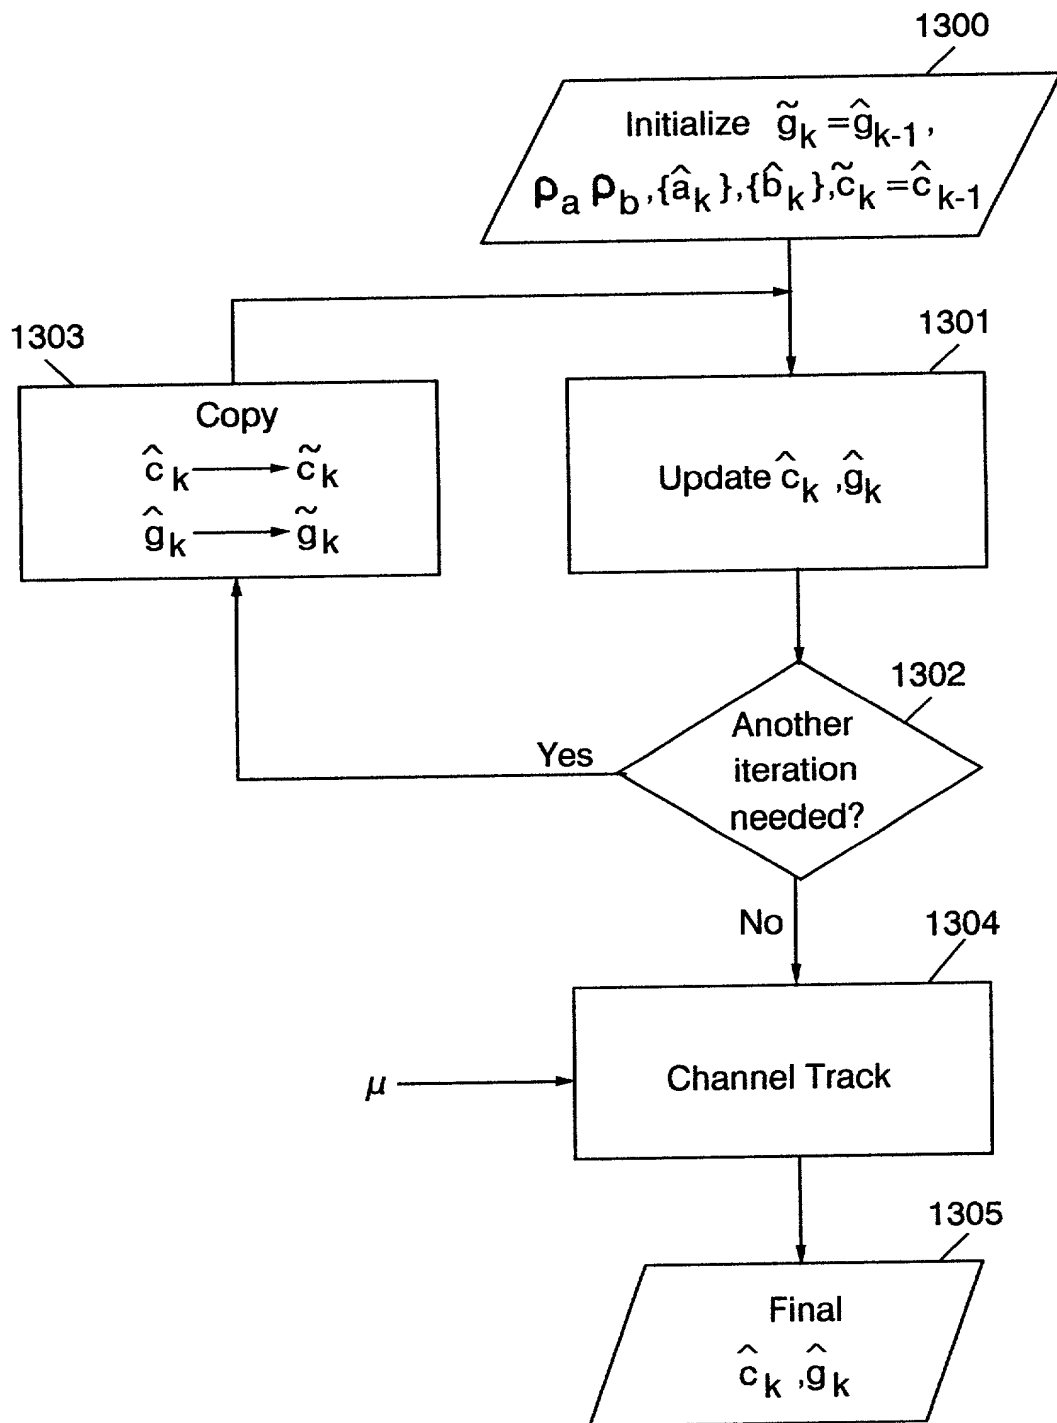 1300
Initialize g̃k = ĝk-1,
ρa ρb,{âk},{b̂k},c̃k = ĉk-1
1303
1301
Copy
ĉk → c̃k
ĝk → g̃k
Update ĉk ,ĝk
1302
Another
iteration
needed?
Yes
No
1304
μ
Channel Track
1305
Final
ĉk ,ĝk